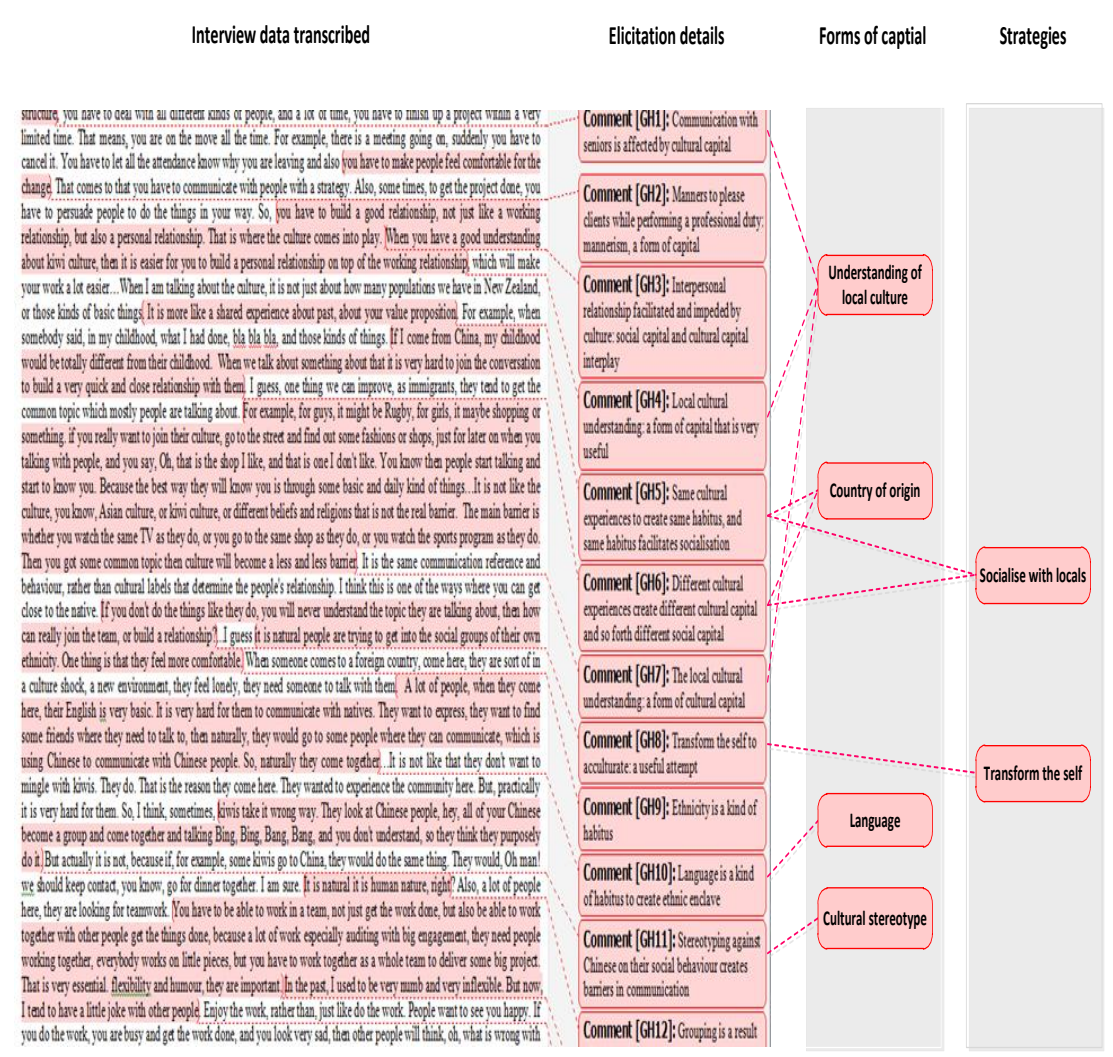 Interview data transcribed
Elicitation details
Forms of captial
Strategies
structure, you have to deal with all different kinds of people, and a lot of time, you have to finish up a project within a very
limited time. That means, you are on the move all the time. For example, there is a meeting going on, suddenly you have to
cancel it. You have to let all the attendance know why you are leaving and also you have to make people feel comfortable for the
change. That comes to that you have to communicate with people with a strategy. Also, some times, to get the project done, you
have to persuade people to do the things in your way. So, you have to build a good relationship, not just like a working
relationship, but also a personal relationship. That is where the culture comes into play. When you have a good understanding
about kiwi culture, then it is easier for you to build a personal relationship on top of the working relationship, which will make
your work a lot easier…When I am talking about the culture, it is not just about how many populations we have in New Zealand,
or those kinds of basic things. It is more like a shared experience about past, about your value proposition. For example, when
somebody said, in my childhood, what I had done, bla bla bla, and those kinds of things. If I come from China, my childhood
would be totally different from their childhood. When we talk about something about that it is very hard to join the conversation
to build a very quick and close relationship with them. I guess, one thing we can improve, as immigrants, they tend to get the
common topic which mostly people are talking about. For example, for guys, it might be Rugby, for girls, it maybe shopping or
something. if you really want to join their culture, go to the street and find out some fashions or shops, just for later on when you
talking with people, and you say, Oh, that is the shop I like, and that is one I don't like. You know then people start talking and
start to know you. Because the best way they will know you is through some basic and daily kind of things…It is not like the
culture, you know, Asian culture, or kiwi culture, or different beliefs and religions that is not the real barrier. The main barrier is
whether you watch the same TV as they do, or you go to the same shop as they do, or you watch the sports program as they do.
Then you got some common topic then culture will become a less and less barrier. It is the same communication reference and
behaviour, rather than cultural labels that determine the people's relationship. I think this is one of the ways where you can get
close to the native. If you don't do the things like they do, you will never understand the topic they are talking about, then how
can really join the team, or build a relationship?…I guess it is natural people are trying to get into the social groups of their own
ethnicity. One thing is that they feel more comfortable. When someone comes to a foreign country, come here, they are sort of in
a culture shock, a new environment, they feel lonely, they need someone to talk with them. A lot of people, when they come
here, their English is very basic. It is very hard for them to communicate with natives. They want to express, they want to find
some friends where they need to talk to, then naturally, they would go to some people where they can communicate, which is
using Chinese to communicate with Chinese people. So, naturally they come together…It is not like that they don't want to
mingle with kiwis. They do. That is the reason they come here. They wanted to experience the community here. But, practically
it is very hard for them. So, I think, sometimes, kiwis take it wrong way. They look at Chinese people, hey, all of your Chinese
become a group and come together and talking Bing, Bing, Bang, Bang, and you don't understand, so they think they purposely
do it. But actually it is not, because if, for example, some kiwis go to China, they would do the same thing. They would, Oh man!
we should keep contact, you know, go for dinner together. I am sure. It is natural it is human nature, right? Also, a lot of people
here, they are looking for teamwork. You have to be able to work in a team, not just get the work done, but also be able to work
together with other people get the things done, because a lot of work especially auditing with big engagement, they need people
working together, everybody works on little pieces, but you have to work together as a whole team to deliver some big project.
That is very essential. flexibility and humour, they are important. In the past, I used to be very numb and very inflexible. But now,
I tend to have a little joke with other people. Enjoy the work, rather than, just like do the work. People want to see you happy. If
you do the work, you are busy and get the work done, and you look very sad, then other people will think, oh, what is wrong with
Comment [GH1]: Communication with
seniors is affected by cultural capital
Comment [GH2]: Manners to please
clients while performing a professional duty:
mannerism, a form of capital
Comment [GH3]: Interpersonal
relationship facilitated and impeded by
culture: social capital and cultural capital
interplay
Comment [GH4]: Local cultural
understanding: a form of capital that is very
useful
Comment [GH5]: Same cultural
experiences to create same habitus, and
same habitus facilitates socialisation
Comment [GH6]: Different cultural
experiences create different cultural capital
and so forth different social capital
Comment [GH7]: The local cultural
understanding: a form of cultural capital
Comment [GH8]: Transform the self to
acculturate: a useful attempt
Comment [GH9]: Ethnicity is a kind of
habitus
Comment [GH10]: Language is a kind
of habitus to create ethnic enclave
Comment [GH11]: Stereotyping against
Chinese on their social behaviour creates
barriers in communication
Comment [GH12]: Grouping is a result
Understanding of
local culture
Country of origin
Language
Cultural stereotype
Socialise with locals
Transform the self